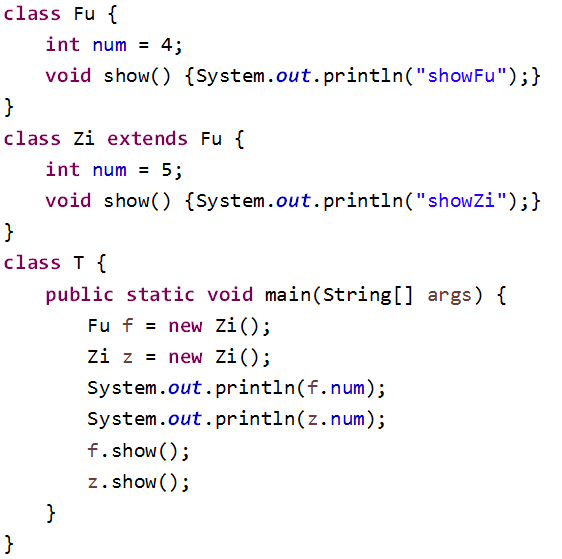 class Fu {
    int num = 4;
    void show() {System.out.println("showFu");}
}
class Zi extends Fu {
    int num = 5;
    void show() {System.out.println("showZi");}
}
class T {
    public static void main(String[] args) {
        Fu f = new Zi();
        Zi z = new Zi();
        System.out.println(f.num);
        System.out.println(z.num);
        f.show();
        z.show();
    }
}